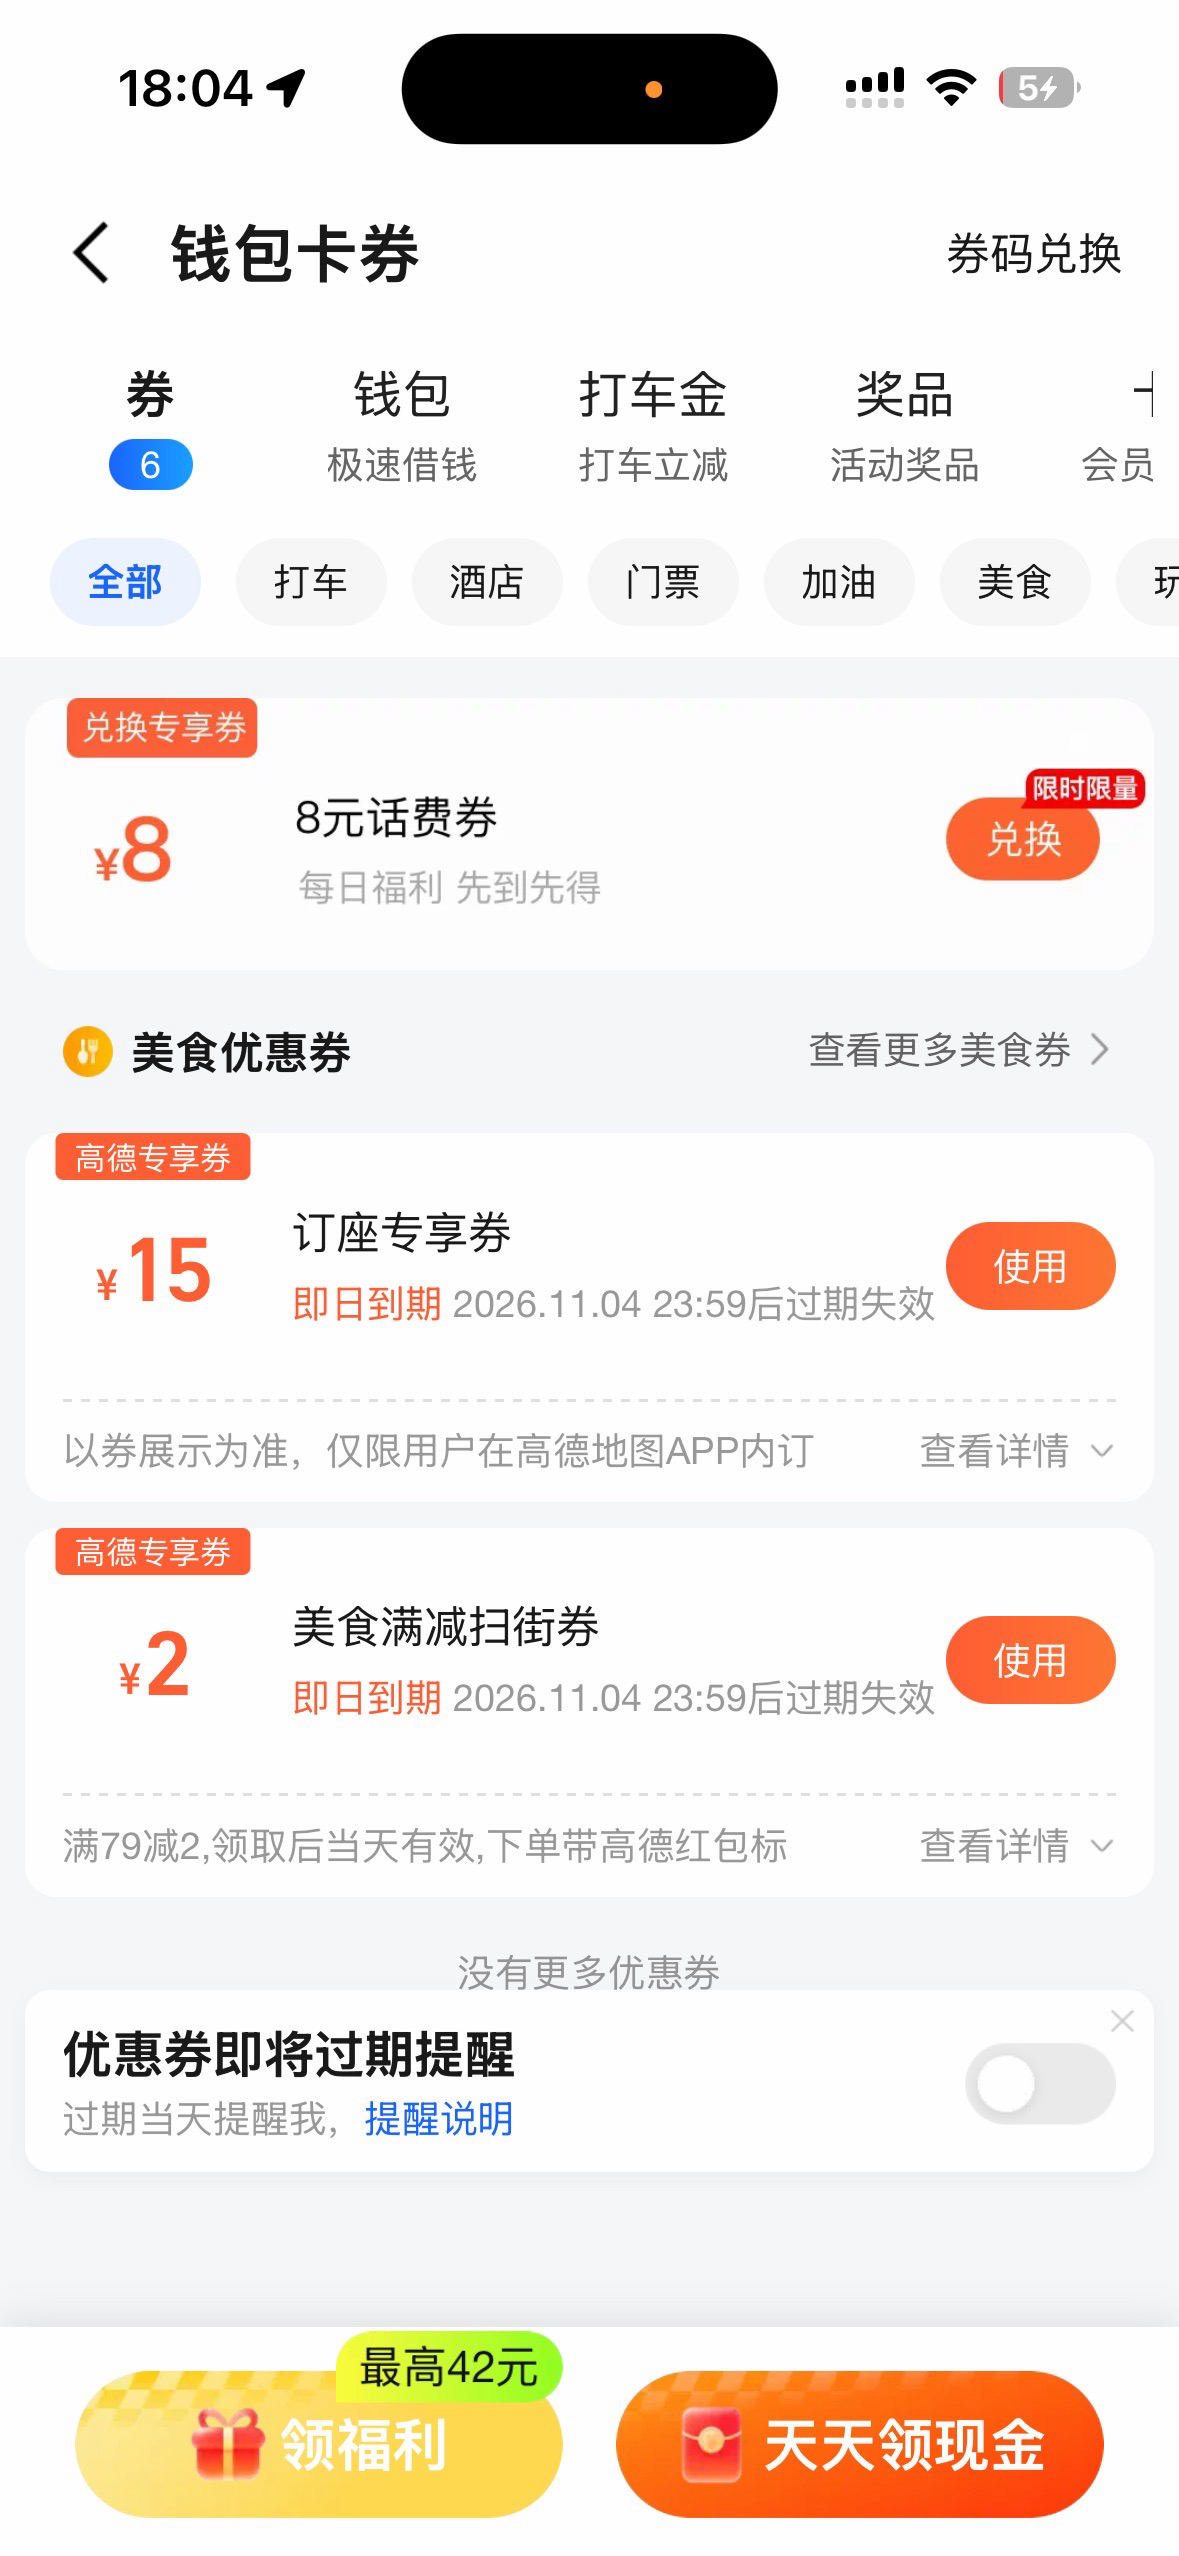 18:04
5
钱包卡券
券码兑换
券 钱包 打车金 奖品
6 极速借钱 打车立减 活动奖品 会员
全部 打车 酒店 门票 加油 美食
兑换专享券
限时限量
¥8
8元话费券
兑换
每日福利 先到先得
美食优惠券
查看更多美食券
高德专享券
¥15
订座专享券
使用
即日到期 2026.11.04 23:59后过期失效
以券展示为准，仅限用户在高德地图APP内订
查看详情
高德专享券
¥2
美食满减扫街券
使用
即日到期 2026.11.04 23:59后过期失效
满79减2,领取后当天有效,下单带高德红包标
查看详情
没有更多优惠券
优惠券即将过期提醒
过期当天提醒我，提醒说明
最高42元
领福利
天天领现金